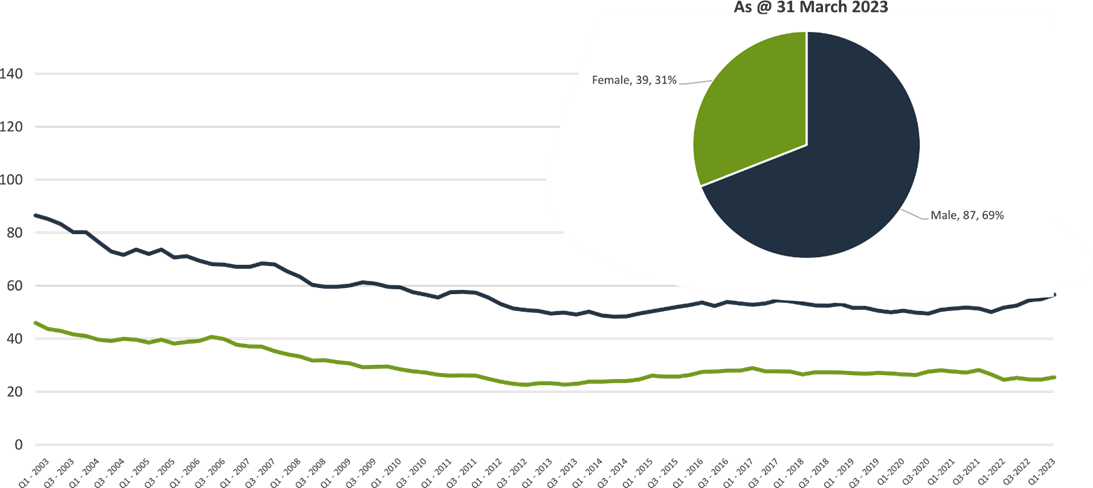 As @ 31 March 2023
Female, 39, 31%
Male, 87, 69%
140
120
100
80
60
40
20
0
Q1 - 2003
Q3 - 2003
Q1 - 2004
Q3 - 2004
Q1 - 2005
Q3 - 2005
Q1 - 2006
Q3 - 2006
Q1 - 2007
Q3 - 2007
Q1 - 2008
Q3 - 2008
Q1 - 2009
Q3 - 2009
Q1 - 2010
Q3 - 2010
Q1 - 2011
Q3 - 2011
Q1 - 2012
Q3 - 2012
Q1 - 2013
Q3 - 2013
Q1 - 2014
Q3 - 2014
Q1 - 2015
Q3 - 2015
Q1 - 2016
Q3 - 2016
Q1 - 2017
Q3 - 2017
Q1 - 2018
Q3 - 2018
Q1 - 2019
Q3 - 2019
Q1 -2020
Q3 -2020
Q1-2021
Q3-2021
Q1-2022
Q3-2022
Q1-2023